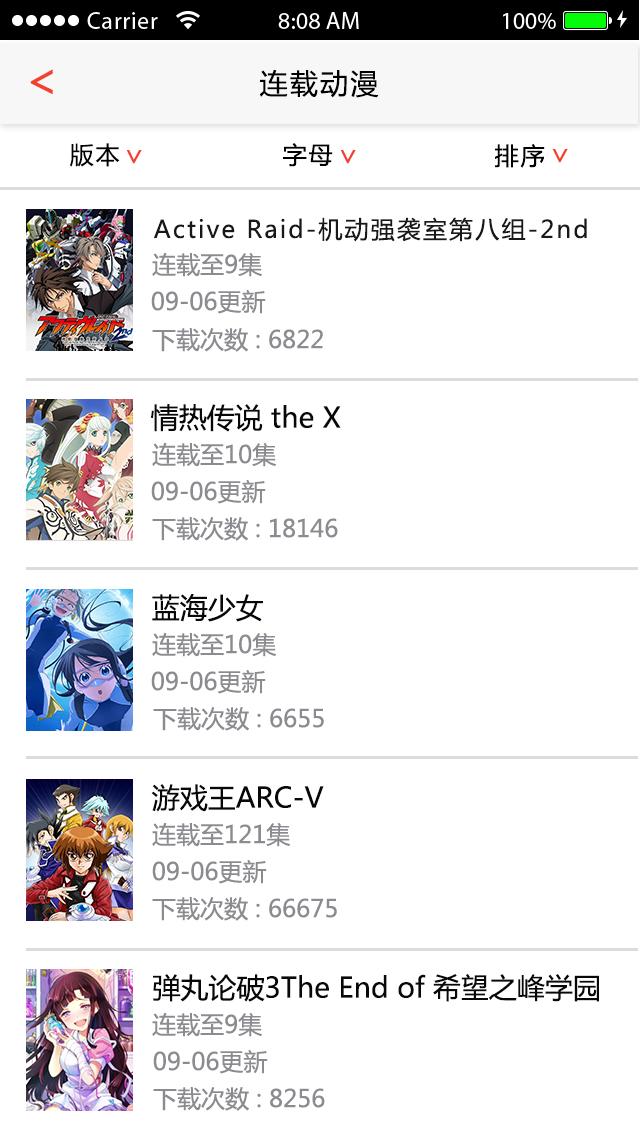 Carrier 8:08 AM 100%
< 连载动漫
版本 字母 排序
Active Raid-机动强袭室第八组-2nd
连载至9集
09-06更新
下载次数 : 6822
情热传说 the X
连载至10集
09-06更新
下载次数 : 18146
蓝海少女
连载至10集
09-06更新
下载次数 : 6655
游戏王ARC-V
连载至121集
09-06更新
下载次数 : 66675
弹丸论破3The End of 希望之峰学园
连载至9集
09-06更新
下载次数 : 8256